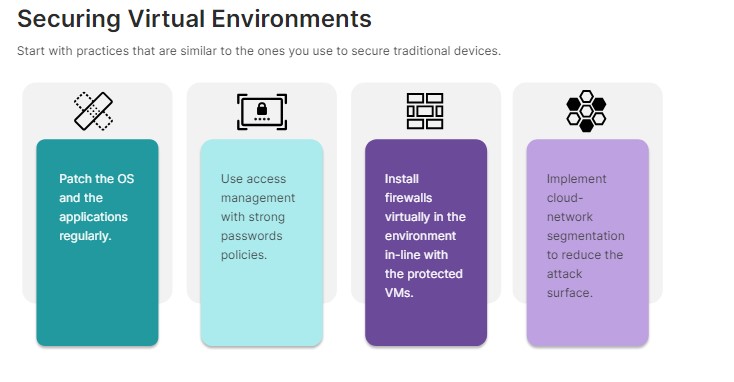 Securing Virtual Environments
Start with practices that are similar to the ones you use to secure traditional devices.
Patch the OS
and the
applications
regularly.
Use access
management
with strong
passwords
policies.
Install
firewalls
virtually in the
environment
in-line with
the protected
VMs.
Implement
cloud-
network
segmentation
to reduce the
attack
surface.